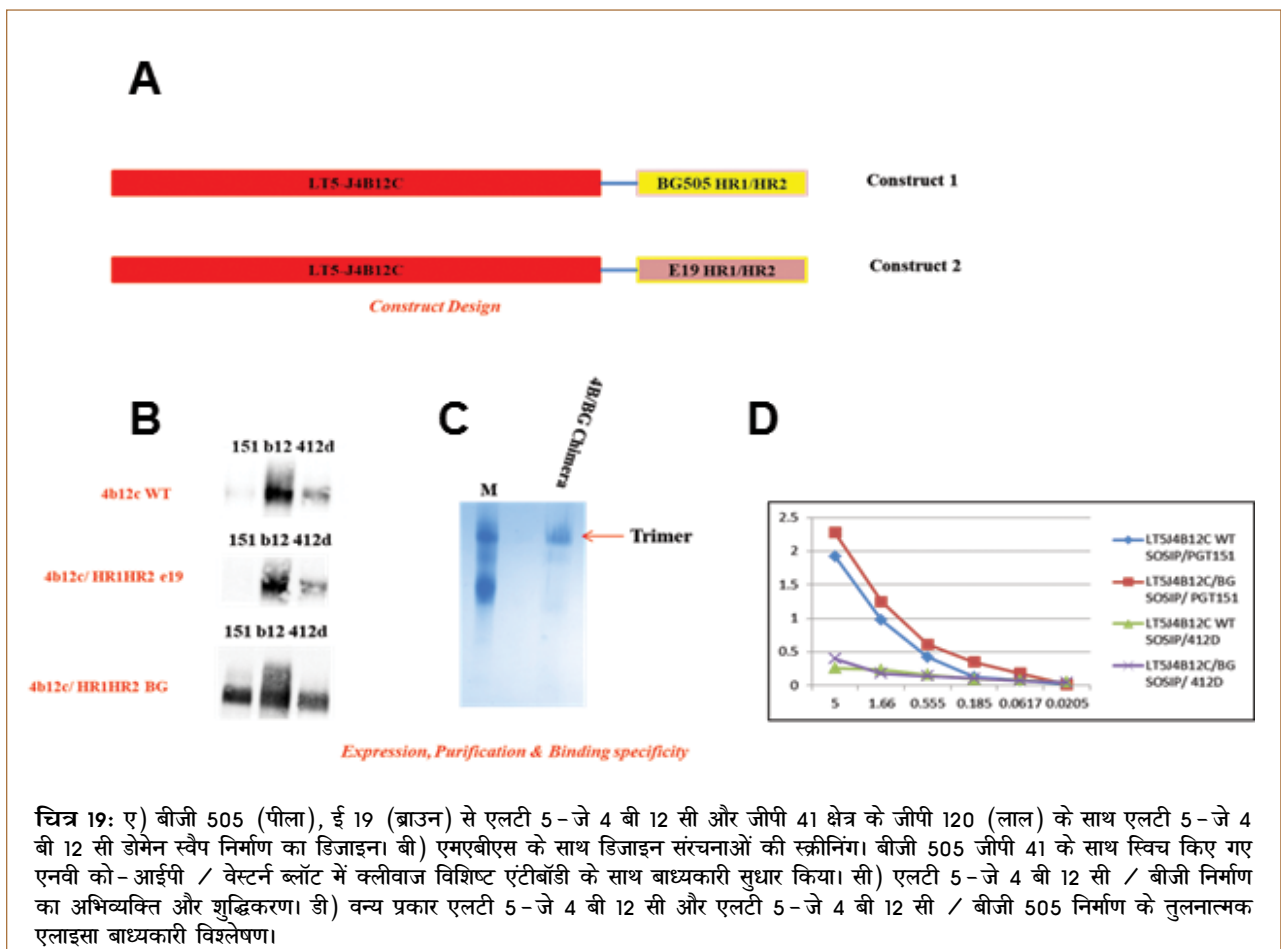 A
LT5-J4B12C BG505 HR1/HR2 Construct 1
LT5-J4B12C E19 HR1/HR2 Construct 2
Construct Design
B
151 b12 412d
4b12c WT
151 b12 412d
4b12c/ HR1HR2 e19
151 b12 412d
4b12c/ HR1HR2 BG
C
M
4B/BG Chimera
Trimer
D
2.5
2
1.5
1
0.5
0
5 1.66 0.555 0.185 0.0617 0.0205
LT5J4B12C WT
SOSIP/PGT151
LT5J4B12C/BG
SOSIP/ PGT151
LT5J4B12C WT
SOSIP/412D
LT5J4B12C/BG
SOSIP/ 412D
Expression, Purification & Binding specificity
चित्र 19: ए) बीजी 505 (पीला), ई 19 (ब्राउन) से एलटी 5-जे 4 बी 12 सी और जीपी 41 क्षेत्र के जीपी 120 (लाल) के साथ एलटी 5-जे 4
बी 12 सी डोमेन स्वैप निर्माण का डिजाइन। बी) एमएबीएस के साथ डिजाइन संरचनाओं की स्क्रीनिंग। बीजी 505 जीपी 41 के साथ स्विच किए गए
एनवी को-आईपी / वेस्टर्न ब्लॉट में क्लीवाज विशिष्ट एंटीबॉडी के साथ बाध्यकारी सुधार किया। सी) एलटी 5-जे 4 बी 12 सी / बीजी निर्माण
का अभिव्यक्ति और शुद्धिकरण। डी) वन्य प्रकार एलटी 5-जे 4 बी 12 सी और एलटी 5-जे 4 बी 12 सी / बीजी 505 निर्माण के तुलनात्मक
एलाइसा बाध्यकारी विश्लेषण।